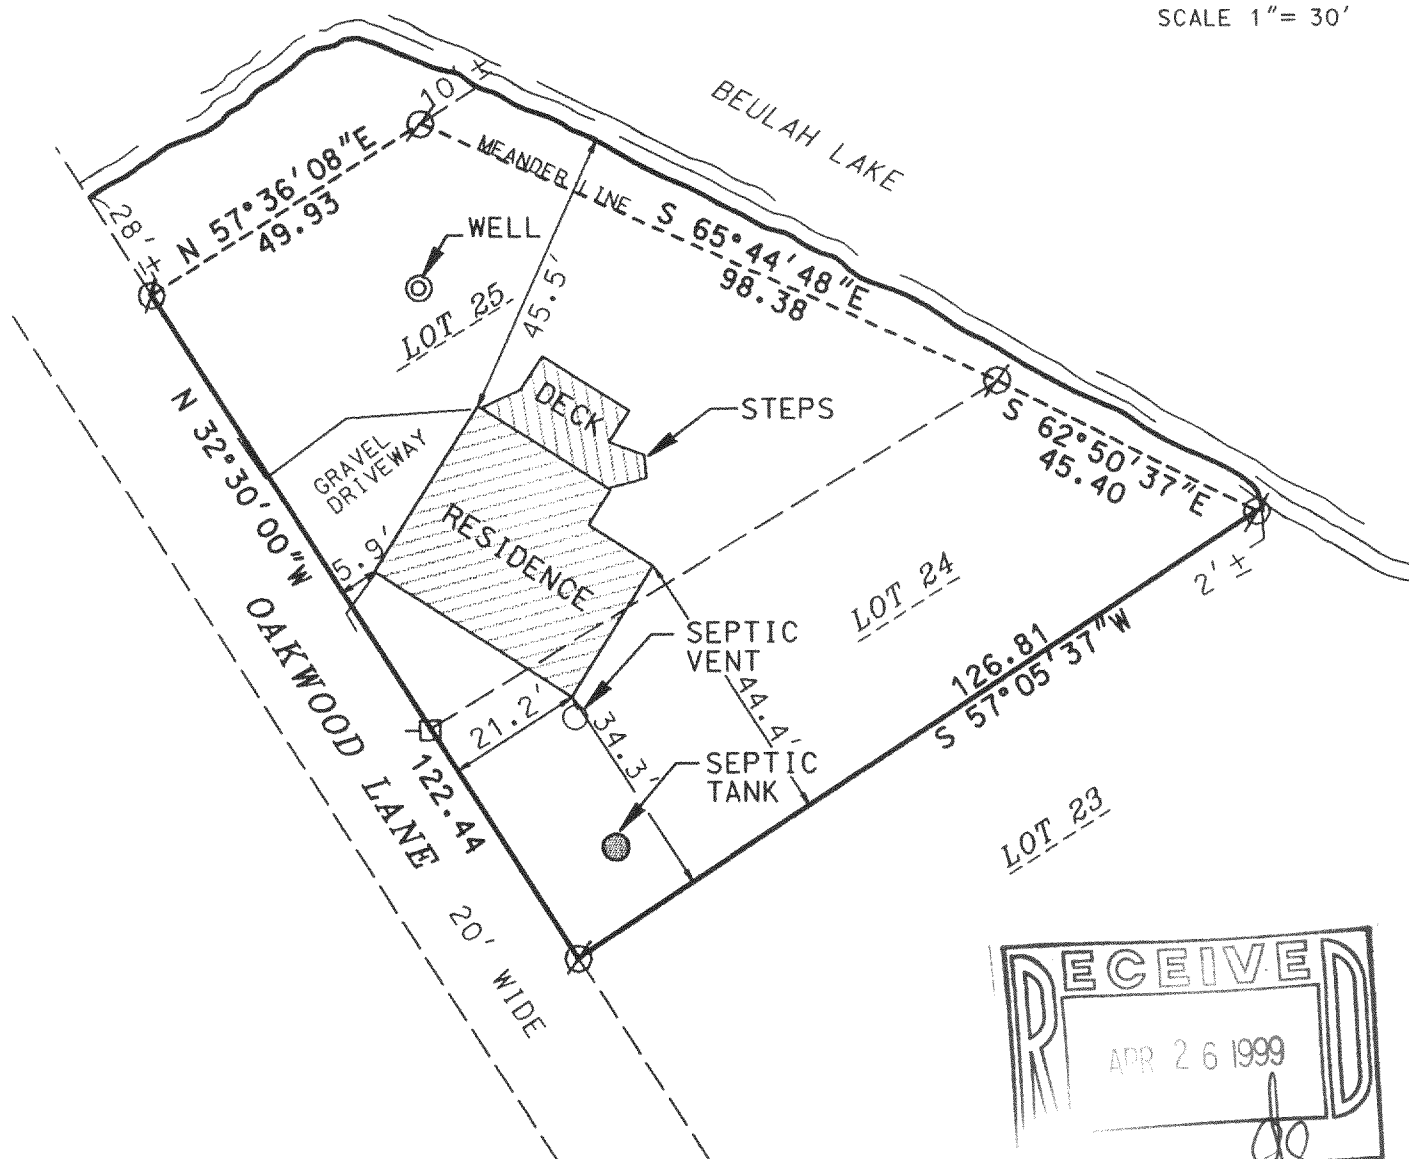 SCALE 1"= 30'
BEULAH LAKE
10' ±
MEANDER LINE
N 57°36'08"E
49.93
28' ±
S 65°44'48"E
98.38
WELL
LOT 25
45.5'
DECK
STEPS
S 62°50'37"E
45.40
2' ±
N 32°30'00"W
GRAVEL
DRIVEWAY
RESIDENCE
5.9'
LOT 24
OAKWOOD LANE
SEPTIC
VENT
21.2'
34.3'
44.4'
126.81
S 57°05'37"W
122.44
SEPTIC
TANK
LOT 23
20' WIDE
RECEIVED
APR 26 1999